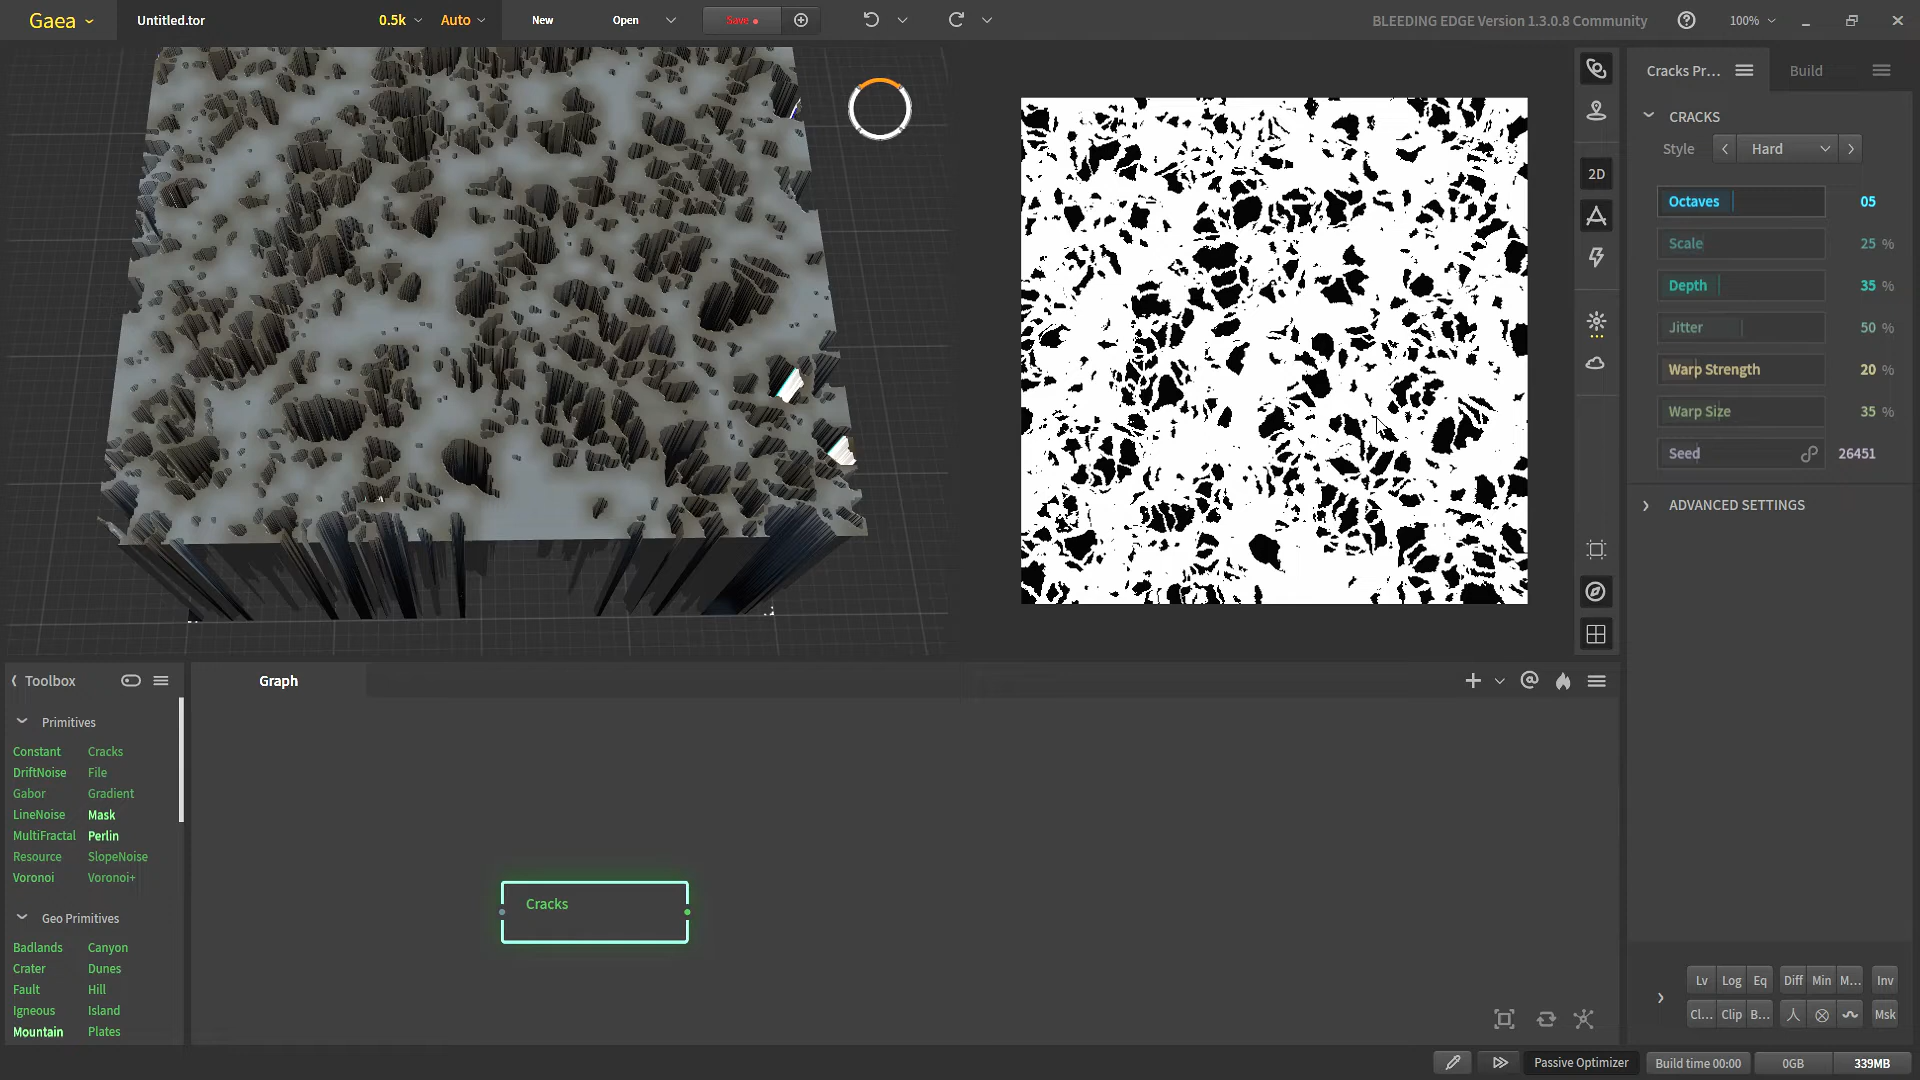 Gaea
Untitled.tor
0.5k
Auto
New
Open
Save
BLEEDING EDGE Version 1.3.0.8 Community
100%
Cracks Pr...
Build
2D
CRACKS
Style
Hard
Octaves 05
Scale 25 %
Depth 35 %
Jitter 50 %
Warp Strength 20 %
Warp Size 35 %
Seed 26451
ADVANCED SETTINGS
Toolbox
Graph
Primitives
Constant Cracks
DriftNoise File
Gabor Gradient
LineNoise Mask
MultiFractal Perlin
Resource SlopeNoise
Voronoi Voronoi+
Geo Primitives
Badlands Canyon
Crater Dunes
Fault Hill
Igneous Island
Mountain Plates
Cracks
Lv Log Eq Diff Min M... Inv
Cl... Clip B... Msk
Passive Optimizer
Build time 00:00
0GB
339MB